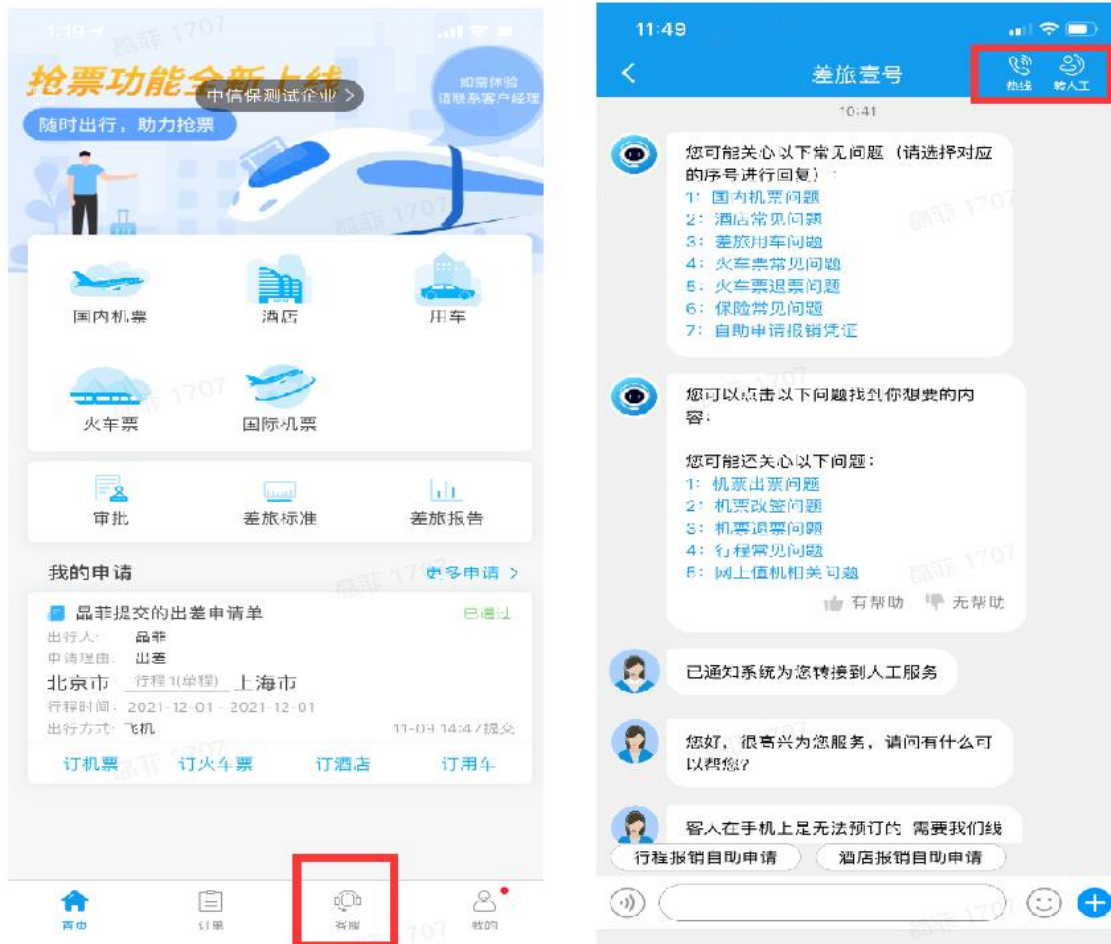 1:19
抢票功能全新上线
中信保测试企业 >
如需体验
请联系客户经理
随时出行，助力抢票
国内机票
酒店
用车
火车票
国际机票
审批
差旅标准
差旅报告
我的申请
更多申请 >
晶菲提交的出差申请单
已通过
出行人：
晶菲
申请理由：
出差
北京市 行程1(单程) 上海市
行程时间：2021-12-01 - 2021-12-01
出行方式：飞机
11-09 14:47提交
订机票
订火车票
订酒店
订用车
首页
订单
客服
我的
11:49
差旅壹号
热线
转人工
10:41
您可能关心以下常见问题（请选择对应
的序号进行回复）：
1：国内机票问题
2：酒店常见问题
3：差旅用车问题
4：火车票常见问题
5：火车票退票问题
6：保险常见问题
7：自助申请报销凭证
您可以点击以下问题找到你想要的内
容：
您可能还关心以下问题：
1：机票出票问题
2：机票改签问题
3：机票退票问题
4：行程常见问题
5：网上值机相关问题
有帮助
无帮助
已通知系统为您转接到人工服务
您好，很高兴为您服务，请问有什么可
以帮您?
客人在手机上是无法预订的 需要我们线
行程报销自助申请
酒店报销自助申请
晶菲 1707